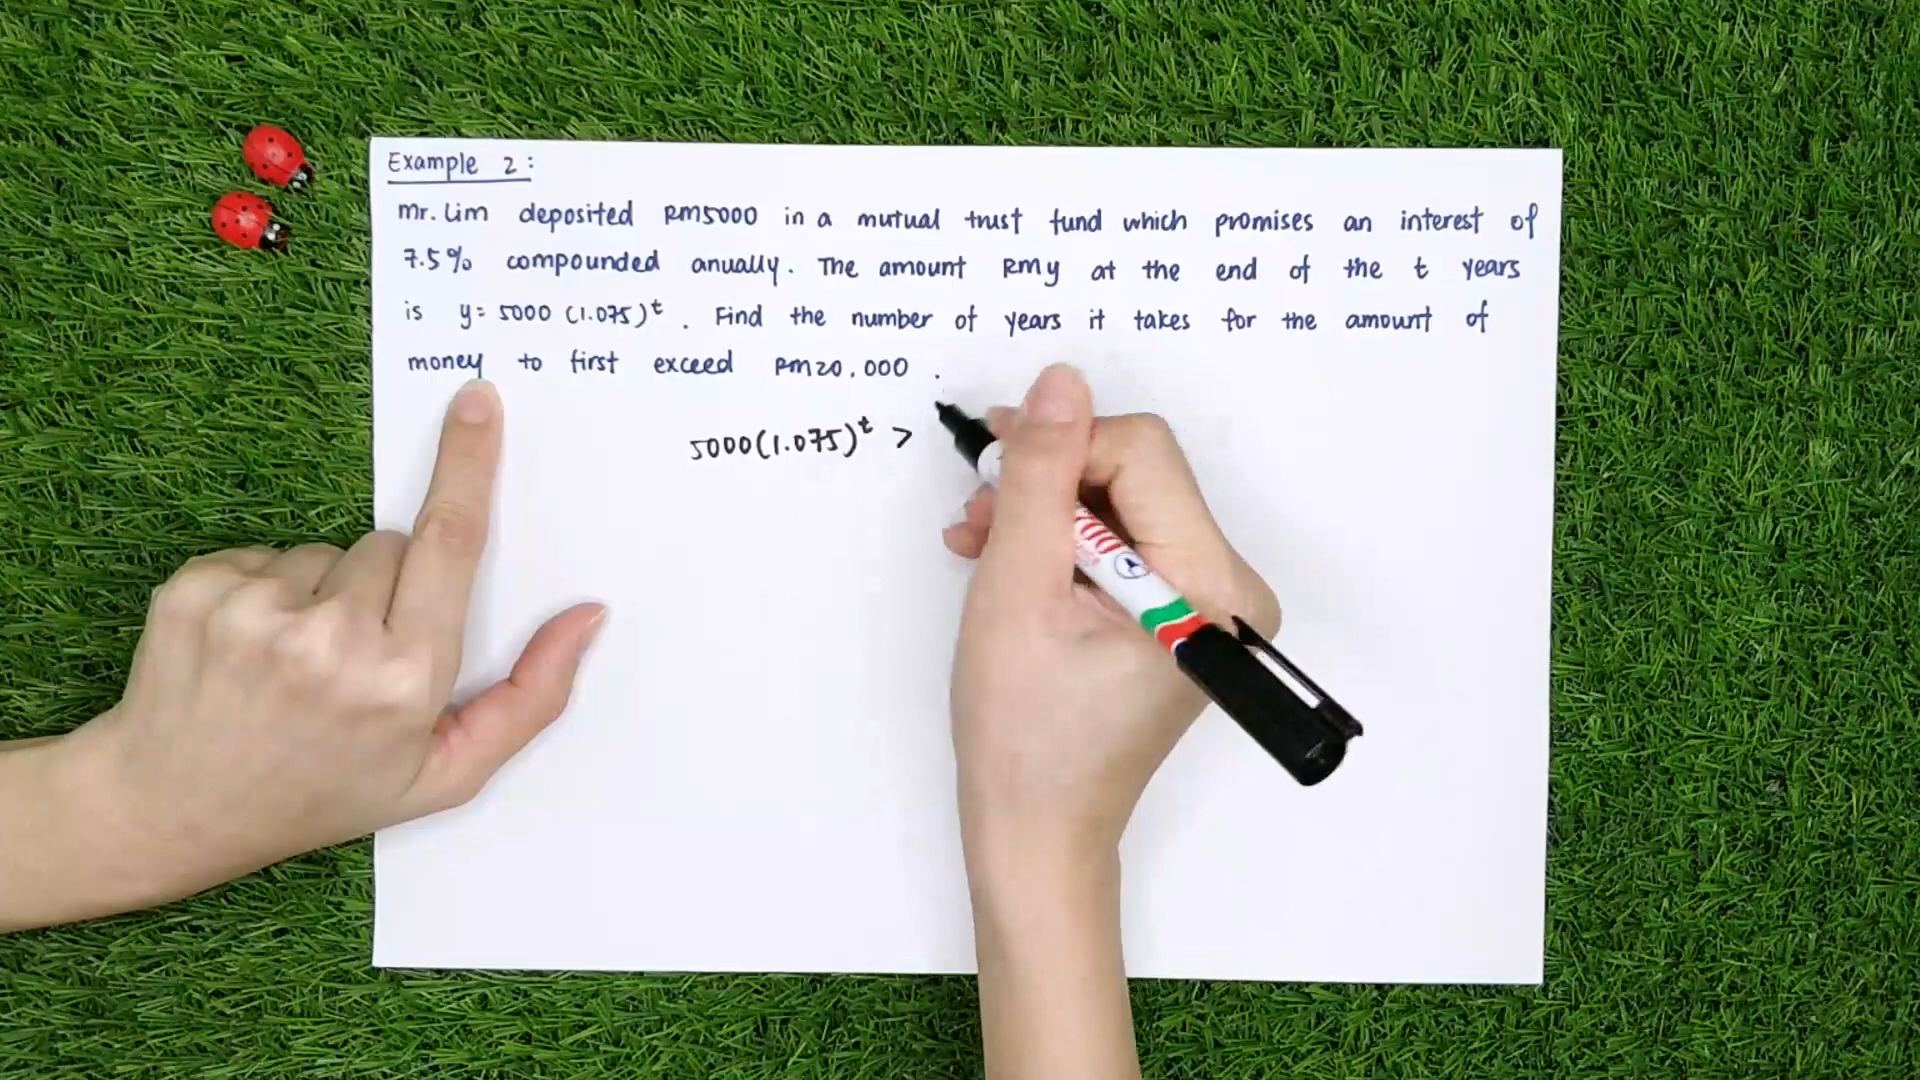 Example 2:
Mr. Lim deposited RM5000 in a mutual trust fund which promises an interest of
7.5% compounded anually. The amount RMy at the end of the t years
is y = 5000 (1.075)^t. Find the number of years it takes for the amount of
money to first exceed RM20.000.
5000(1.075)^t >